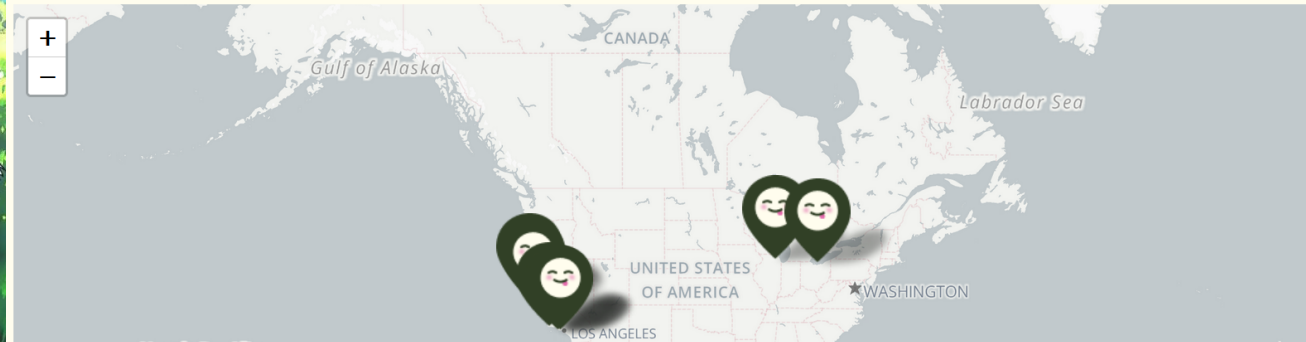 +
CANADA
Gulf of Alaska
Labrador Sea
−
UNITED STATES
OF AMERICA
WASHINGTON
LOS ANGELES